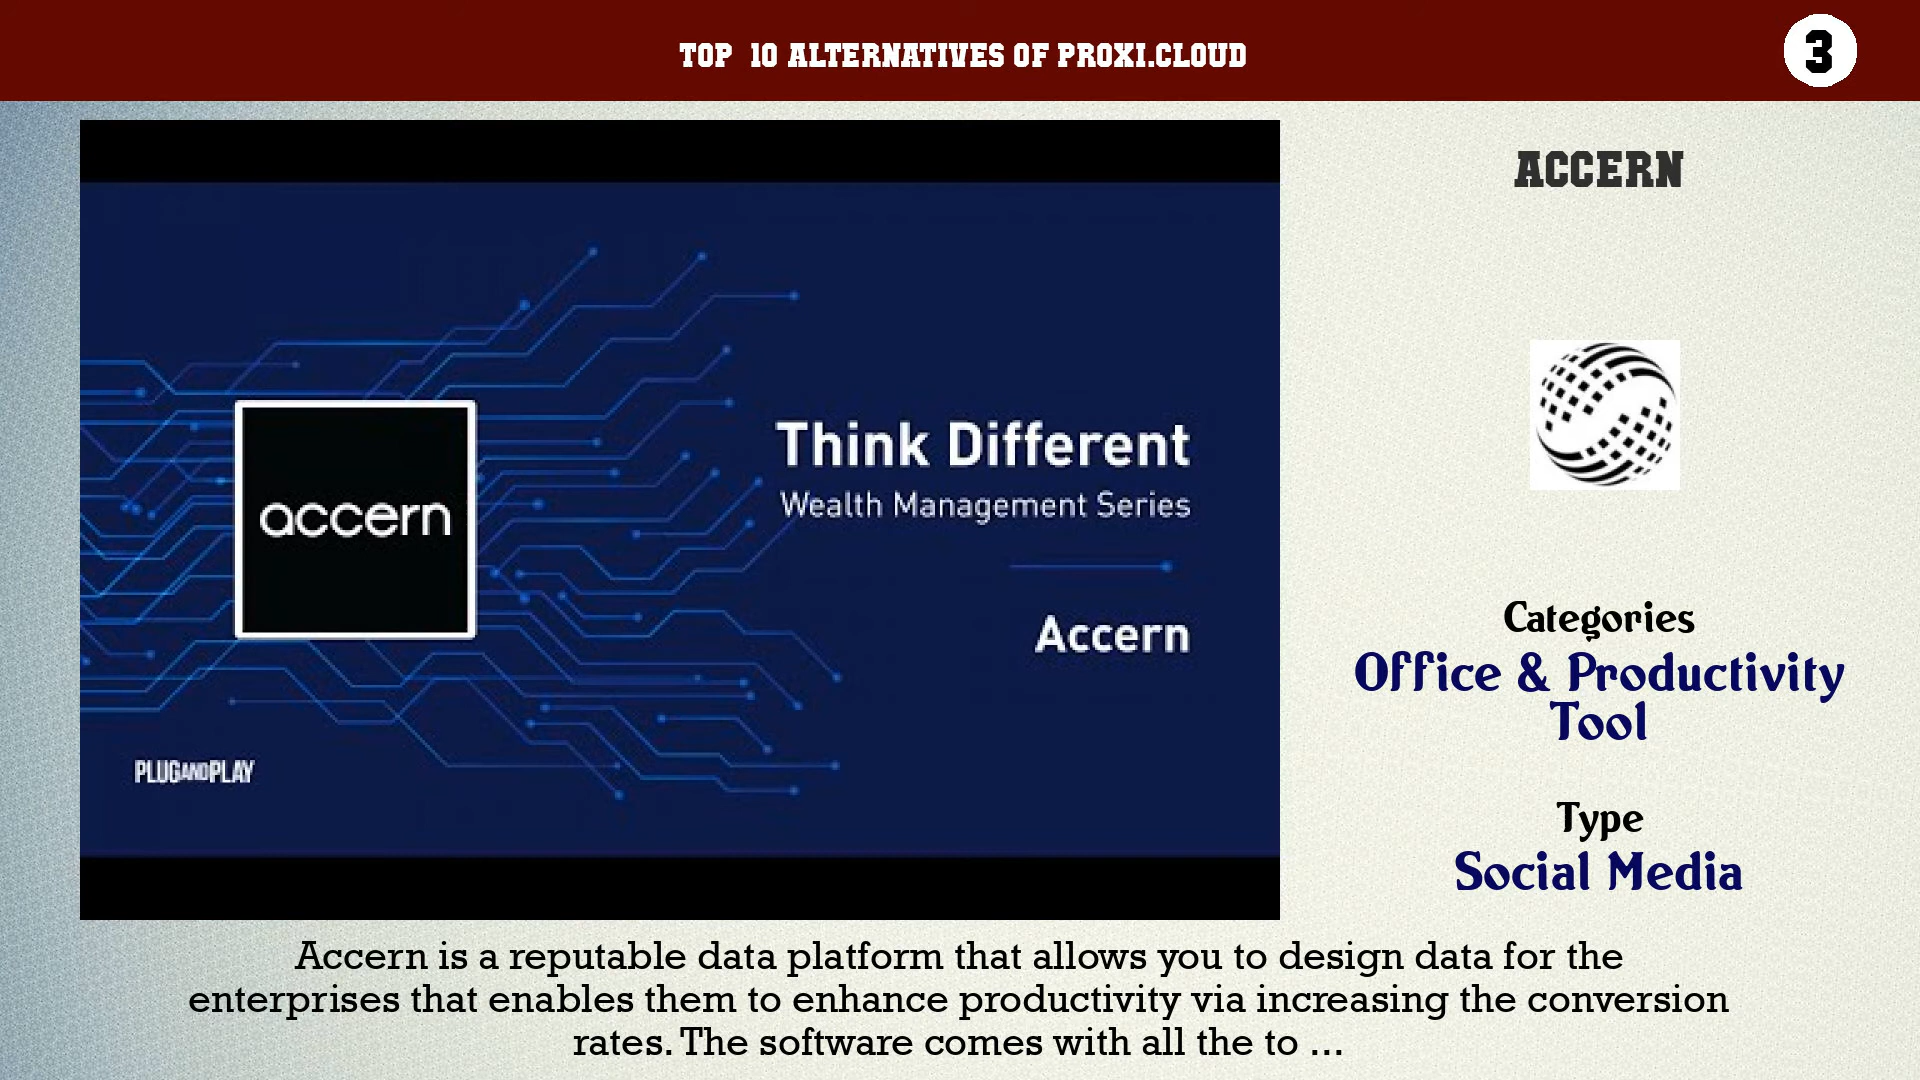 TOP 10 ALTERNATIVES OF PROXI.CLOUD
3
accern
Think Different
Wealth Management Series
Accern
PLUGANDPLAY
ACCERN
Categories
Office & Productivity
Tool
Type
Social Media
Accern is a reputable data platform that allows you to design data for the
enterprises that enables them to enhance productivity via increasing the conversion
rates. The software comes with all the to ...